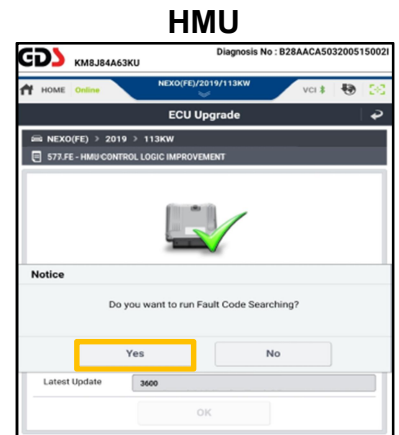 HMU
GDS KM8J84A63KU Diagnosis No : B28AACA503200515002I
HOME Online NEXO(FE)/2019/113KW VCI
ECU Upgrade
NEXO(FE) > 2019 > 113KW
577.FE - HMU-CONTROL LOGIC IMPROVEMENT
Notice
Do you want to run Fault Code Searching?
Yes No
Latest Update 3600
OK